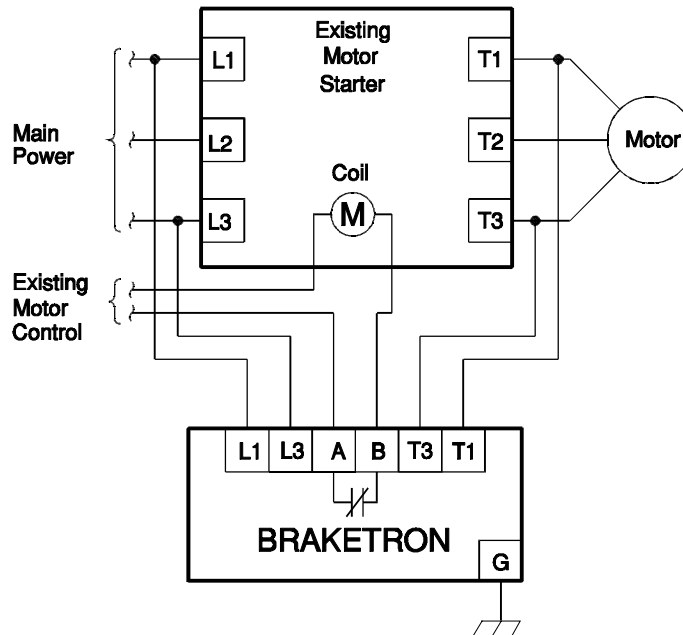 Existing
Motor
Starter
L1
T1
Main
Power
L2
T2
Motor
Coil
M
L3
T3
Existing
Motor
Control
L1
L3
A
B
T3
T1
BRAKETRON
G